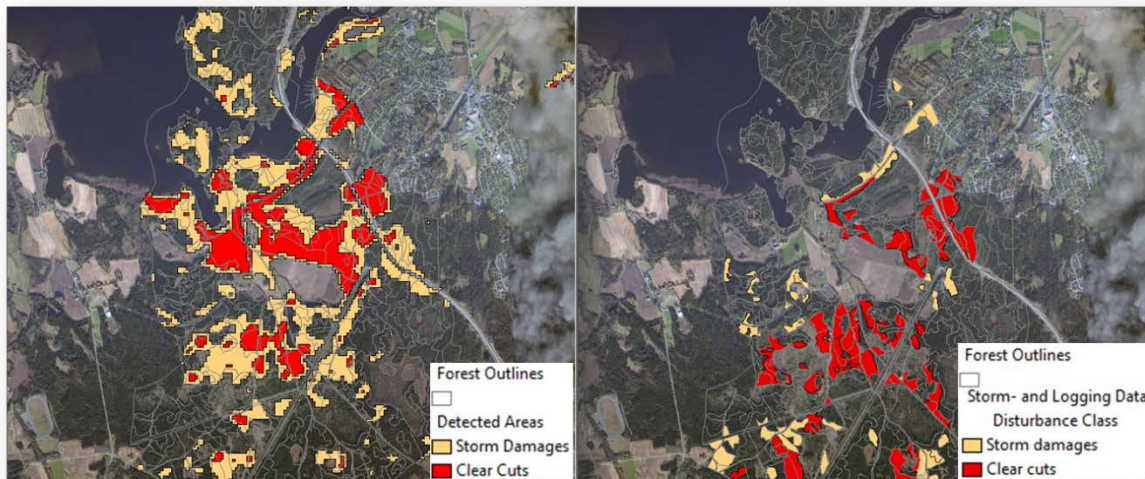 Forest Outlines
Detected Areas
Storm Damages
Clear Cuts
Forest Outlines
Storm- and Logging Data
Disturbance Class
Storm damages
Clear cuts